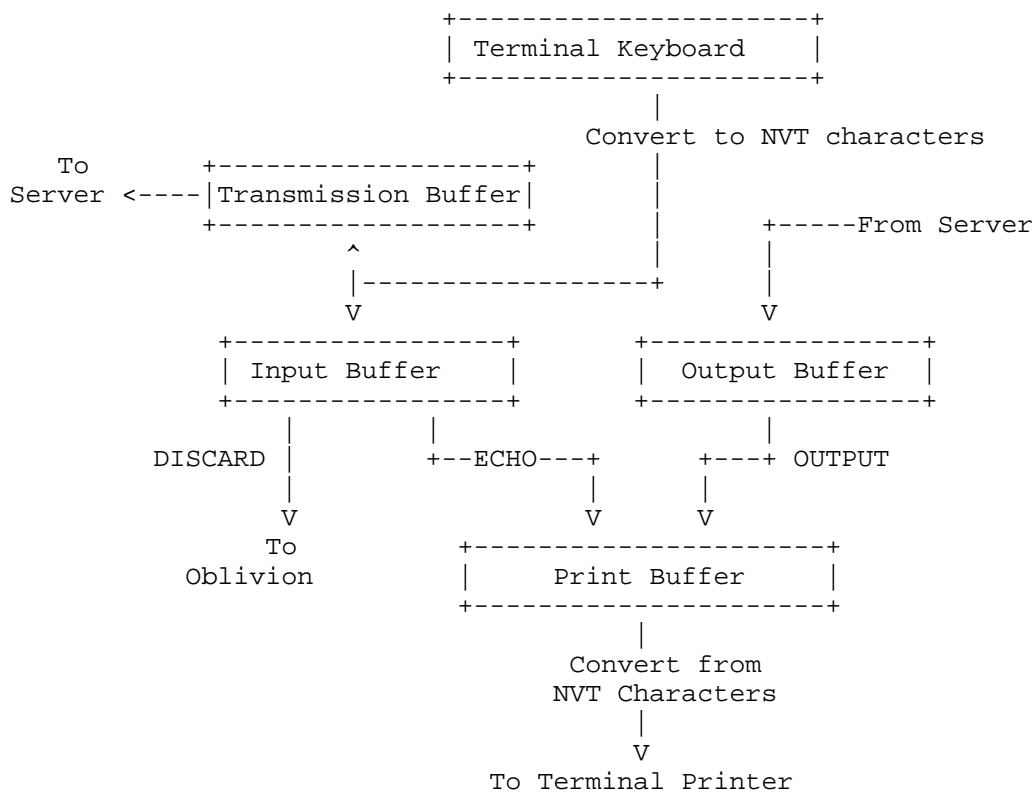 Terminal Keyboard
Convert to NVT characters
To
Server <----
Transmission Buffer
From Server
Input Buffer
Output Buffer
DISCARD
ECHO
OUTPUT
To
Oblivion
Print Buffer
Convert from
NVT Characters
To Terminal Printer